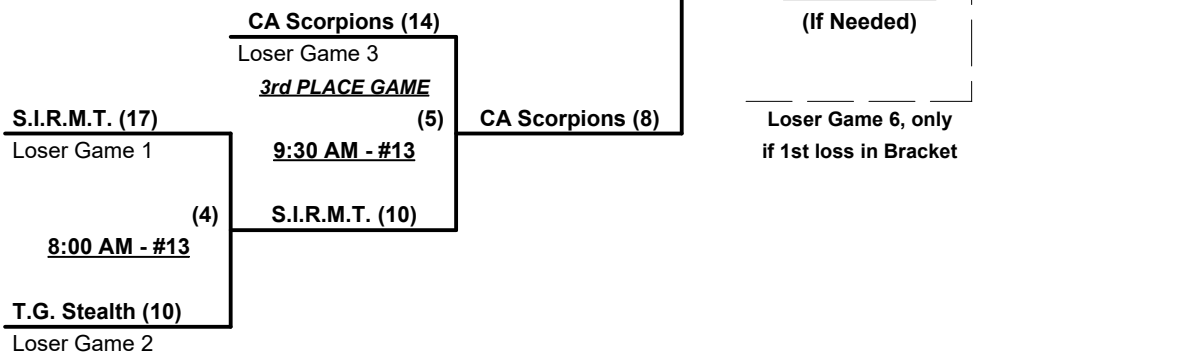 CA Scorpions (14)
(If Needed)
Loser Game 3
3rd PLACE GAME
S.I.R.M.T. (17)
(5)
CA Scorpions (8)
Loser Game 6, only
Loser Game 1
9:30 AM - #13
if 1st loss in Bracket
(4)
S.I.R.M.T. (10)
8:00 AM - #13
T.G. Stealth (10)
Loser Game 2